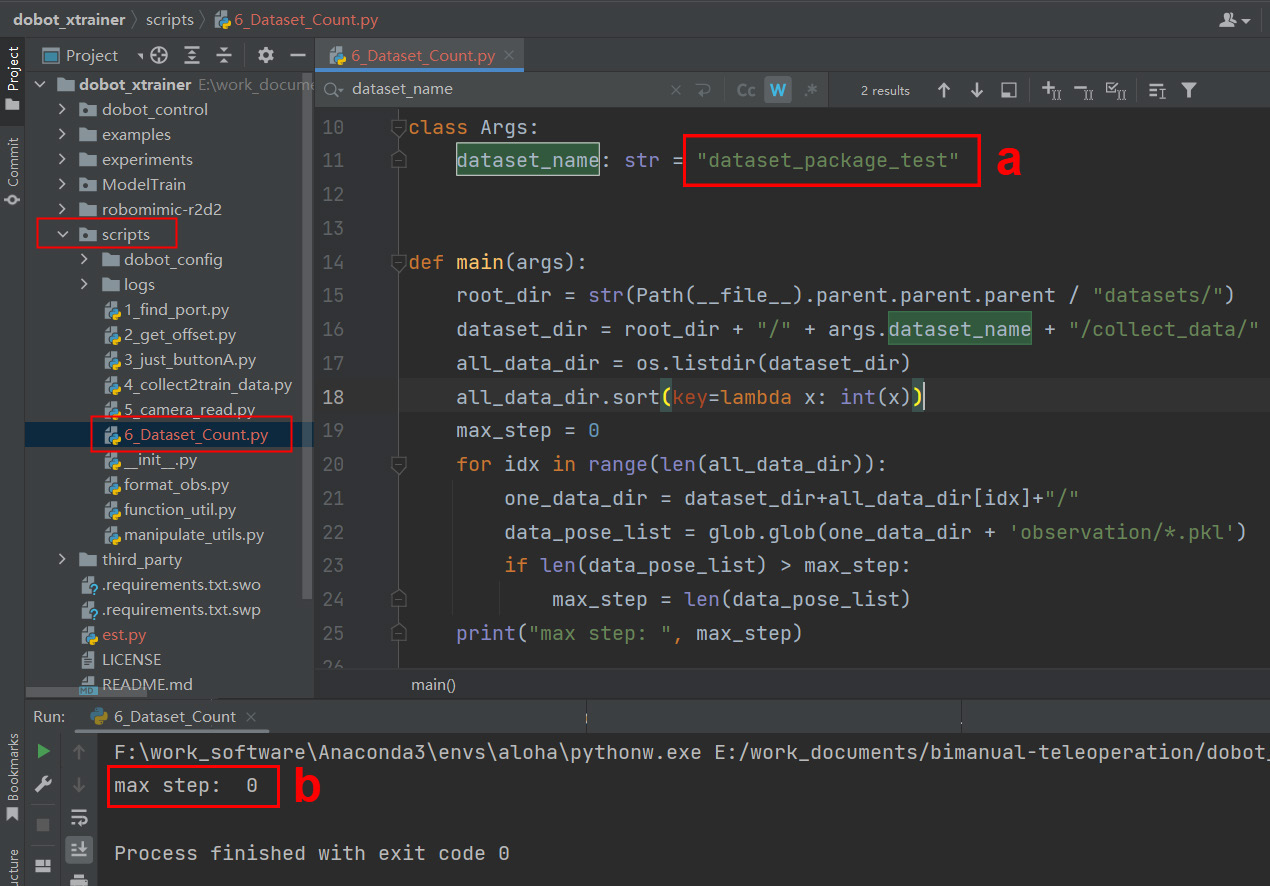 dobot_xtrainer scripts 6_Dataset_Count.py
Project
6_Dataset_Count.py
dataset_name
Cc W .* 2 results
Project
Commit
Bookmarks
dobot_xtrainer E:\work_docume
dobot_control
examples
experiments
ModelTrain
robomimic-r2d2
scripts
dobot_config
logs
1_find_port.py
2_get_offset.py
3_just_buttonA.py
4_collect2train_data.py
5_camera_read.py
6_Dataset_Count.py
__init__.py
format_obs.py
function_util.py
manipulate_utils.py
third_party
.requirements.txt.swo
.requirements.txt.swp
est.py
LICENSE
README.md
10 class Args:
11 dataset_name: str = "dataset_package_test" a
12
13
14 def main(args):
15 root_dir = str(Path(__file__).parent.parent.parent / "datasets/")
16 dataset_dir = root_dir + "/" + args.dataset_name + "/collect_data/"
17 all_data_dir = os.listdir(dataset_dir)
18 all_data_dir.sort(key=lambda x: int(x))
19 max_step = 0
20 for idx in range(len(all_data_dir)):
21 one_data_dir = dataset_dir+all_data_dir[idx]+"/"
22 data_pose_list = glob.glob(one_data_dir + 'observation/*.pkl')
23 if len(data_pose_list) > max_step:
24 max_step = len(data_pose_list)
25 print("max step: ", max_step)
26
main()
Run: 6_Dataset_Count
F:\work_software\Anaconda3\envs\aloha\pythonw.exe E:/work_documents/bimanual-teleoperation/dobot_
max step: 0 b
Process finished with exit code 0